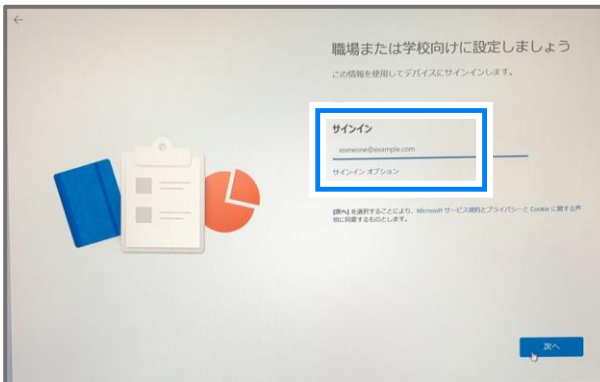 職場または学校向けに設定しましょう
この情報を使用してデバイスにサインインします。
サインイン
someone@example.com
サインイン オプション
[次へ] を選択することにより、Microsoft サービス規約とプライバシーと Cookie に関する声
明に同意するものとします。
次へ